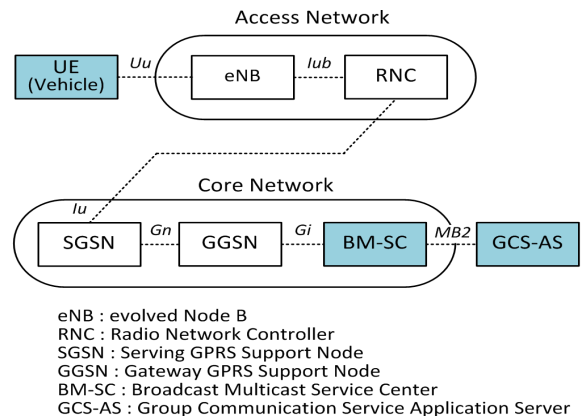 Access Network
UE
(Vehicle)
Uu
eNB
Iub
RNC
Iu
Core Network
SGSN
Gn
GGSN
Gi
BM-SC
MB2
GCS-AS
eNB : evolved Node B
RNC : Radio Network Controller
SGSN : Serving GPRS Support Node
GGSN : Gateway GPRS Support Node
BM-SC : Broadcast Multicast Service Center
GCS-AS : Group Communication Service Application Server